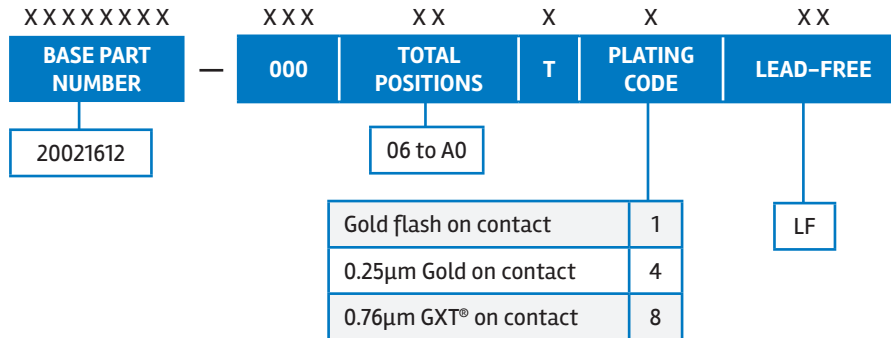 XXXXXXXX XXX XX X X XX
BASE PART NUMBER — 000 TOTAL POSITIONS T PLATING CODE LEAD-FREE
20021612 06 to A0
Gold flash on contact 1 LF
0.25µm Gold on contact 4
0.76µm GXT® on contact 8